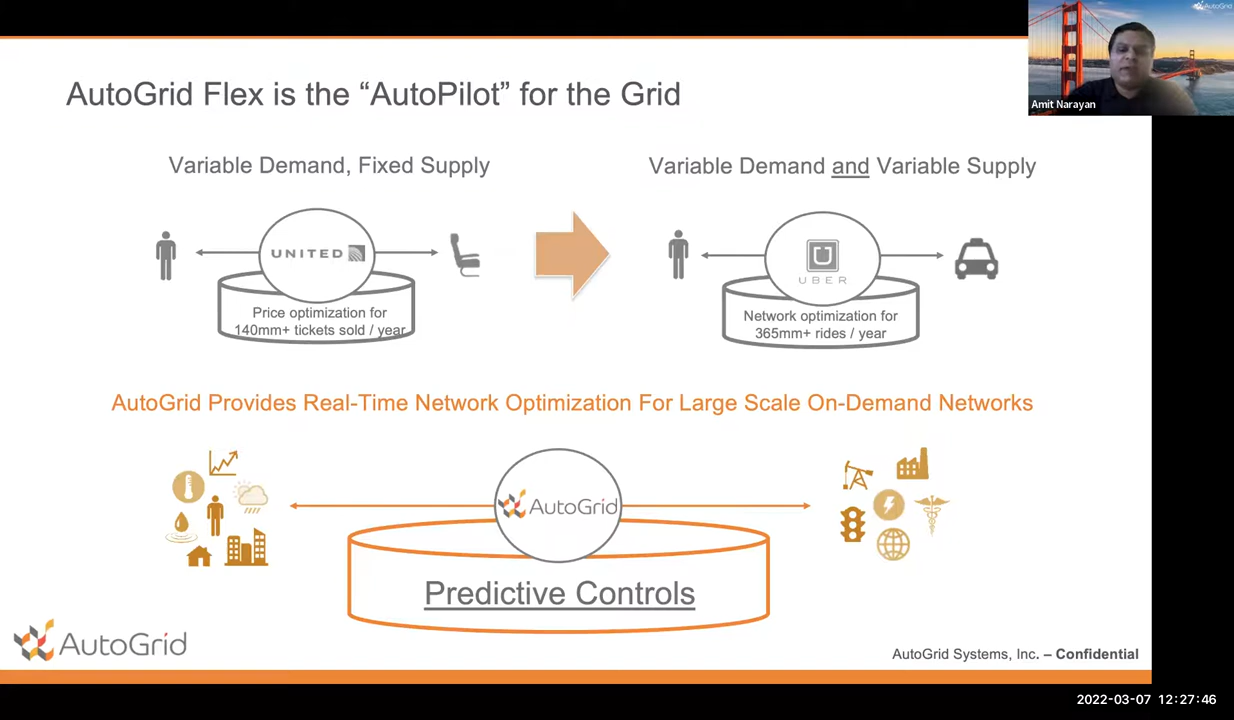 AutoGrid
Amit Narayan
AutoGrid Flex is the “AutoPilot” for the Grid
Variable Demand, Fixed Supply
Variable Demand and Variable Supply
UNITED
U
UBER
Price optimization for
140mm+ tickets sold / year
Network optimization for
365mm+ rides / year
AutoGrid Provides Real-Time Network Optimization For Large Scale On-Demand Networks
AutoGrid
Predictive Controls
AutoGrid
AutoGrid Systems, Inc. – Confidential
2022-03-07 12:27:46